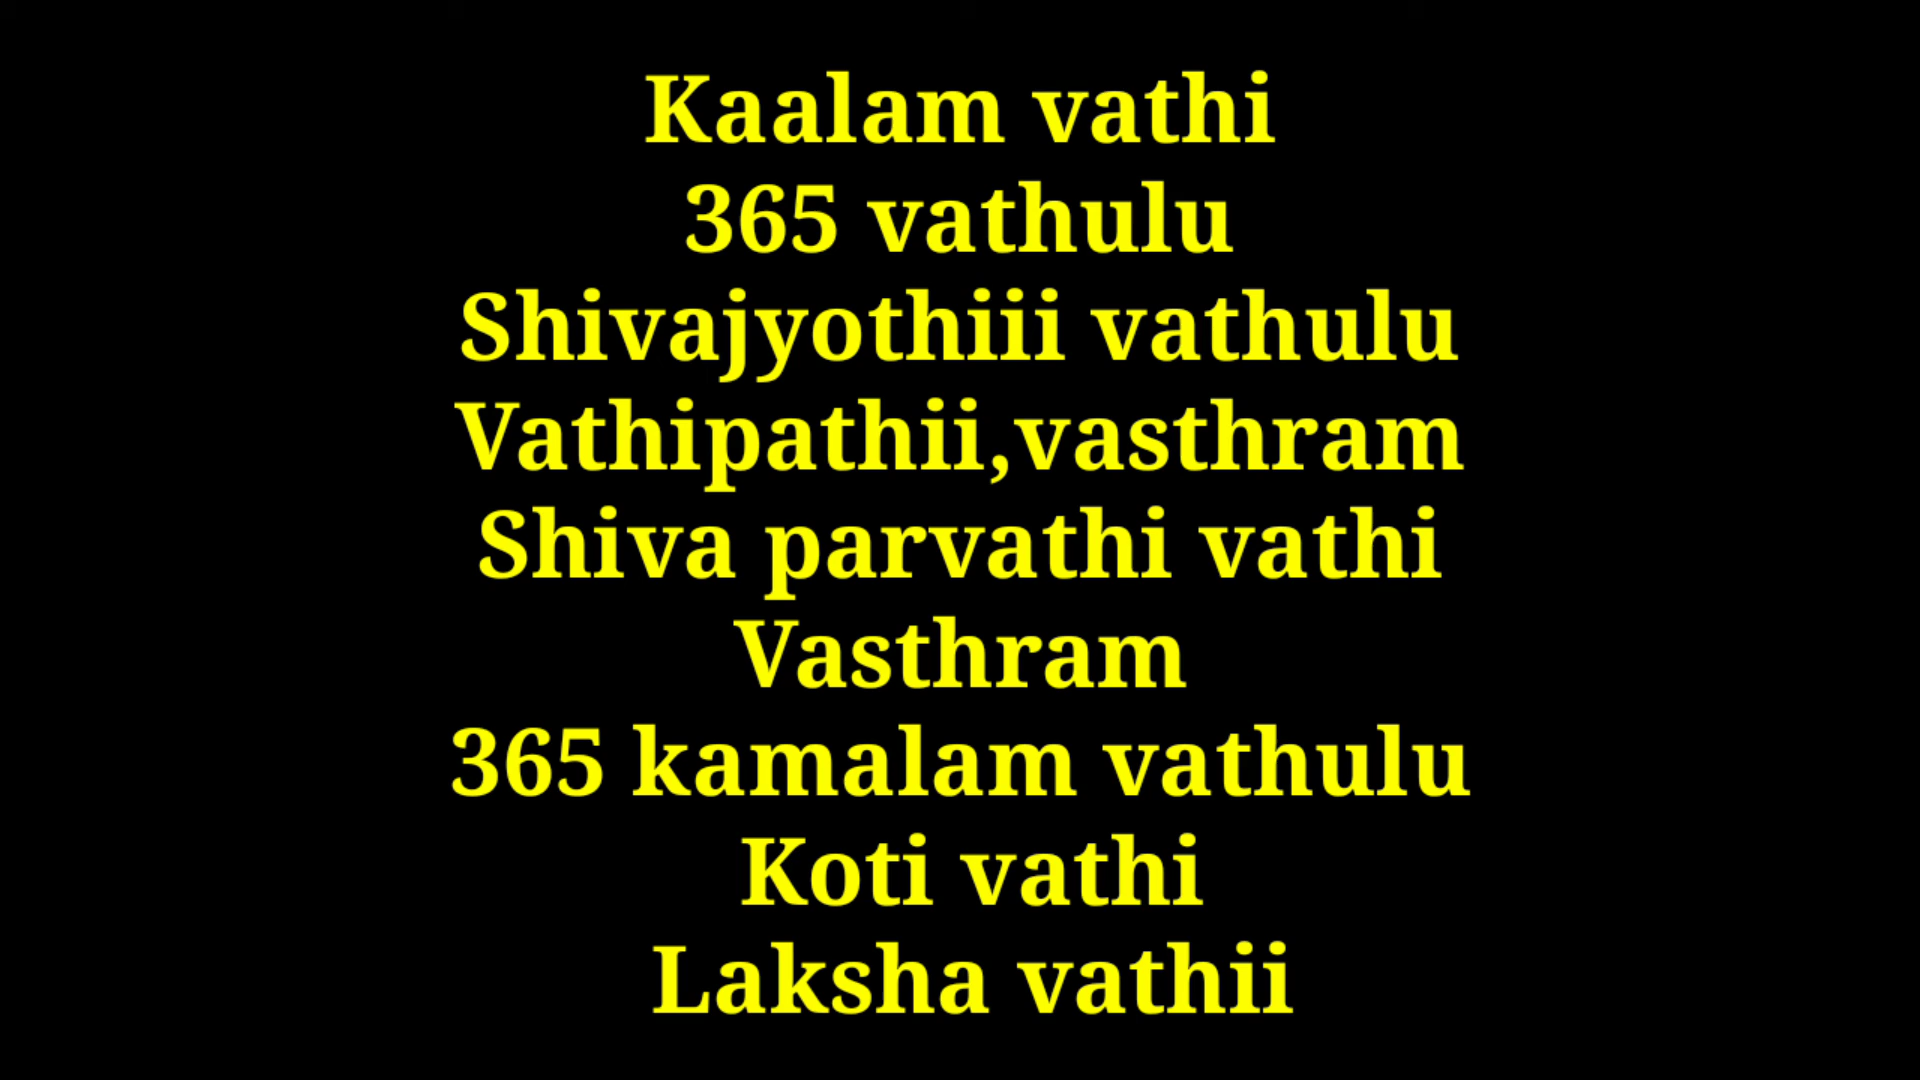 Kaalam vathi
365 vathulu
Shivajyothiii vathulu
Vathipathii,vasthram
Shiva parvathi vathi
Vasthram
365 kamalam vathulu
Koti vathi
Laksha vathii